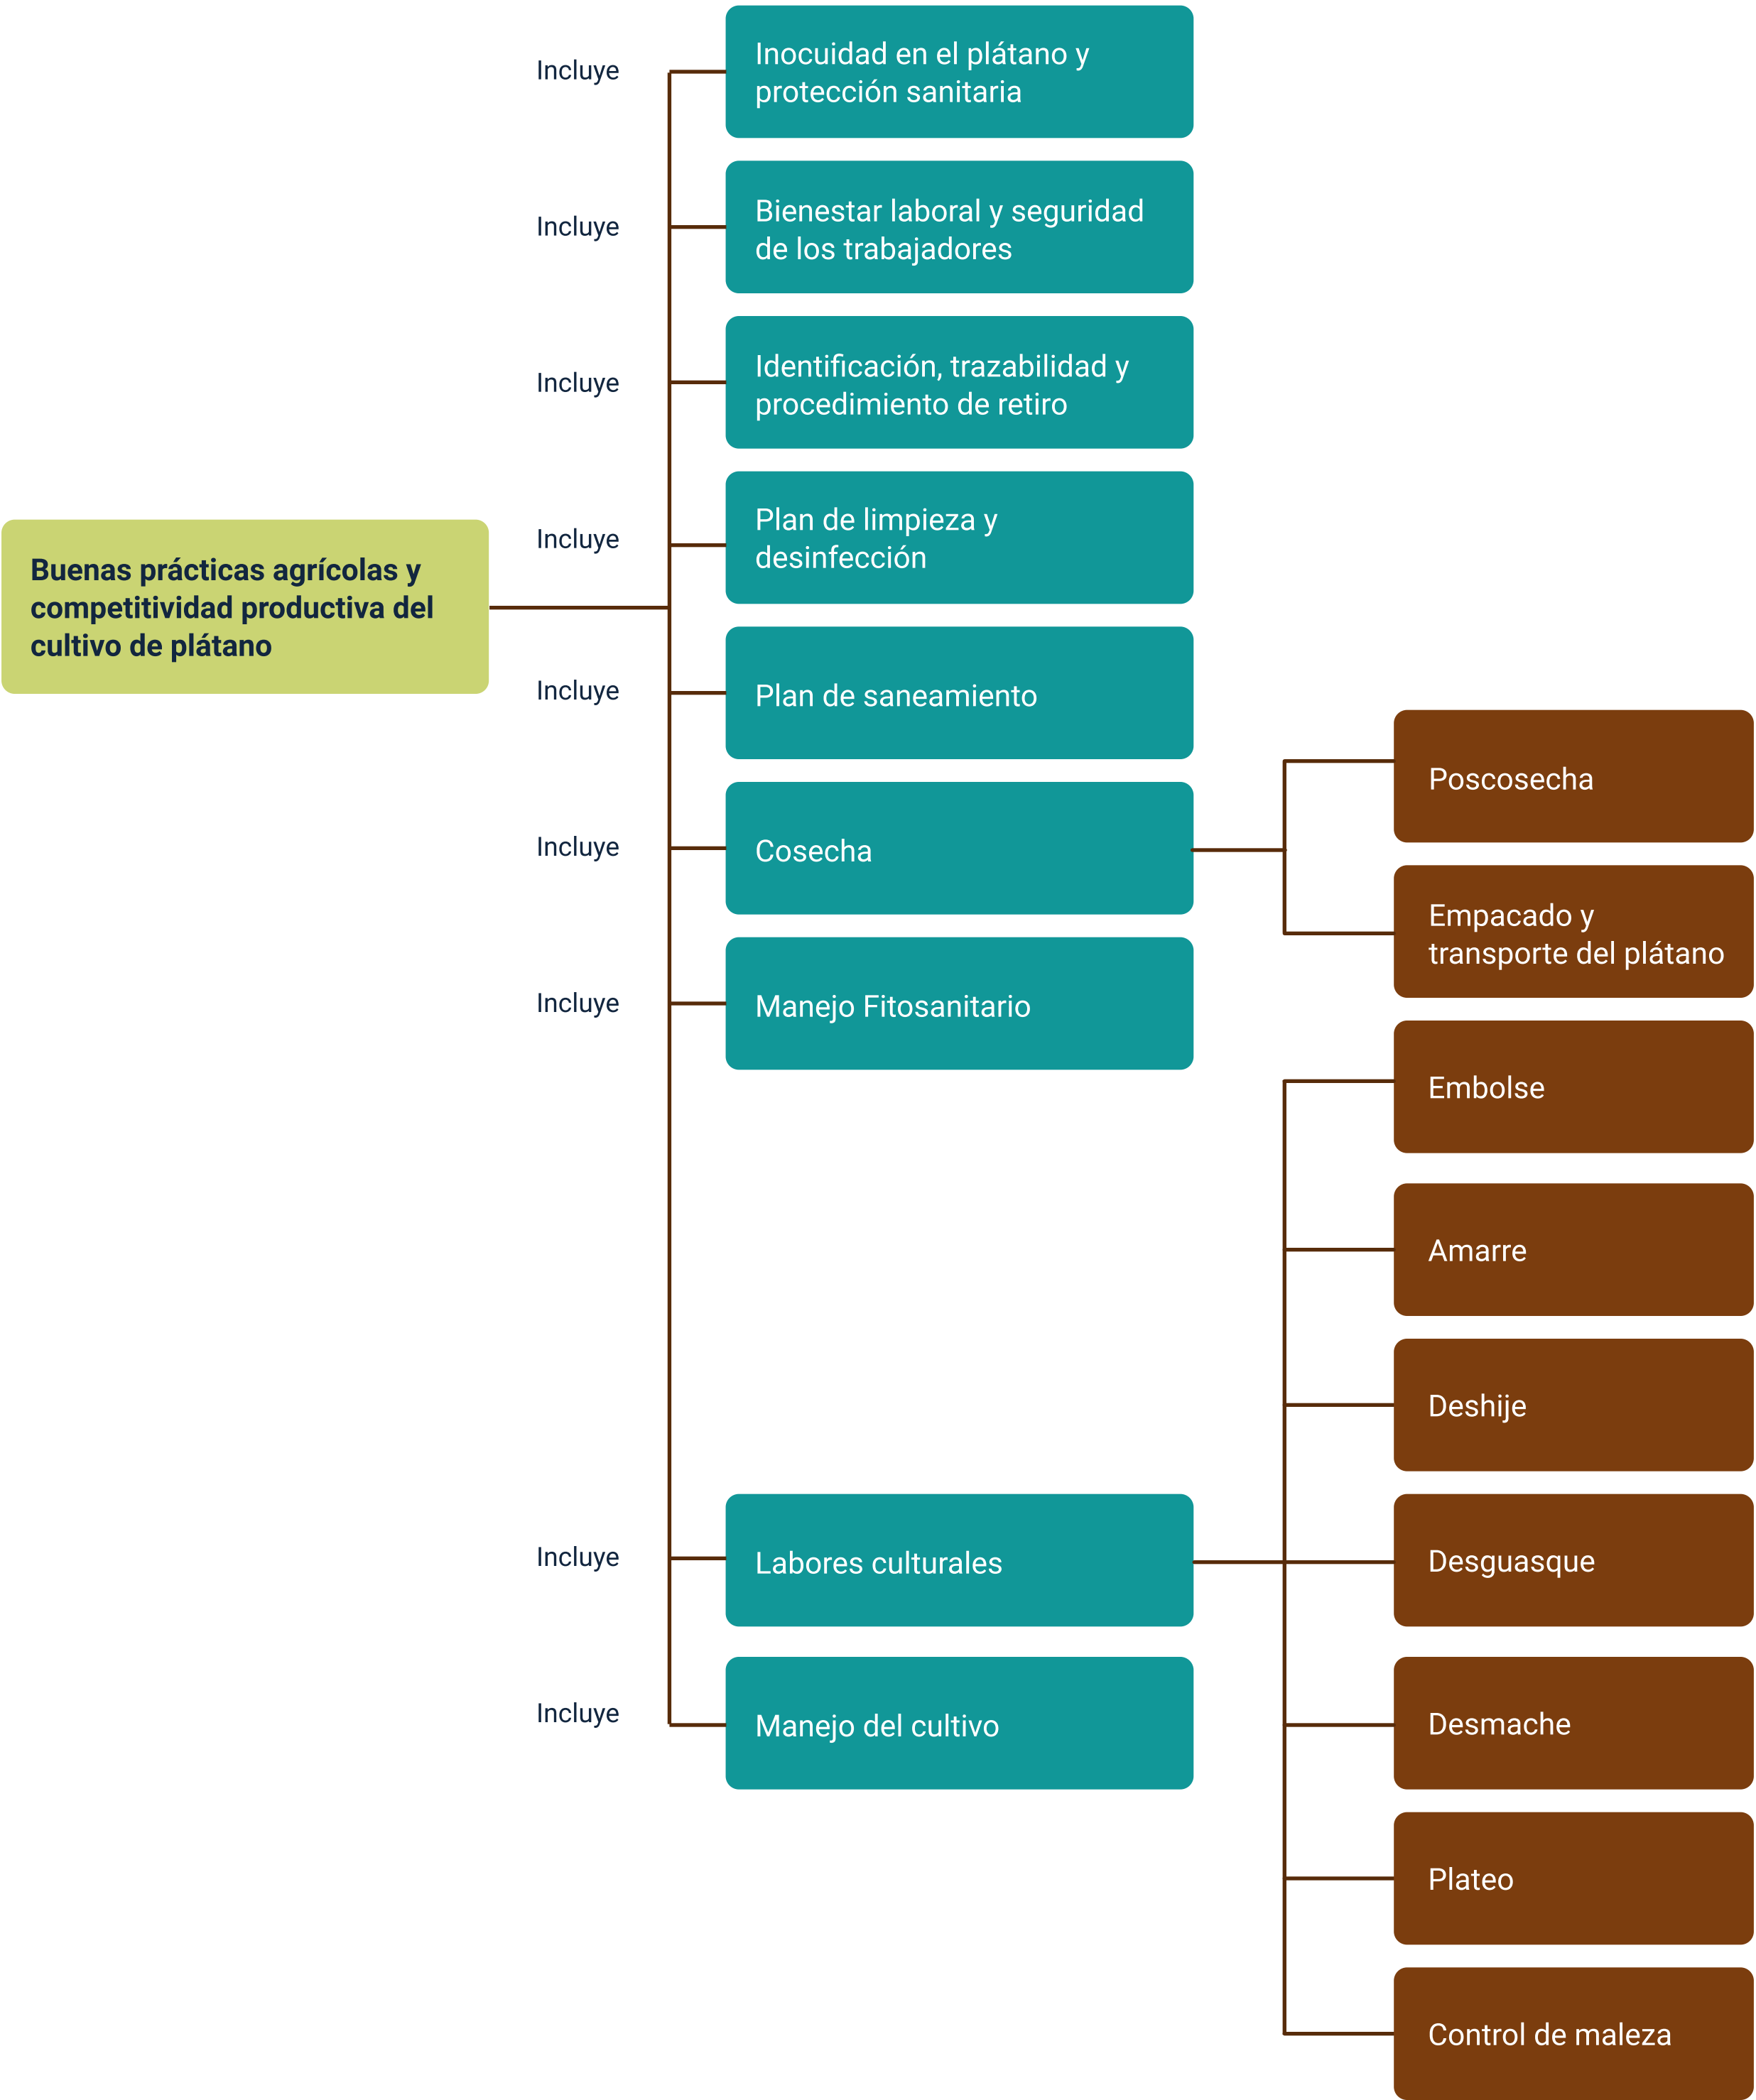 Buenas prácticas agrícolas y
competitividad productiva del
cultivo de plátano
Incluye
Inocuidad en el plátano y
protección sanitaria
Incluye
Bienestar laboral y seguridad
de los trabajadores
Incluye
Identificación, trazabilidad y
procedimiento de retiro
Incluye
Plan de limpieza y
desinfección
Incluye
Plan de saneamiento
Incluye
Cosecha
Poscosecha
Empacado y
transporte del plátano
Incluye
Manejo Fitosanitario
Incluye
Labores culturales
Embolse
Amarre
Deshije
Desguasque
Desmache
Plateo
Control de maleza
Incluye
Manejo del cultivo